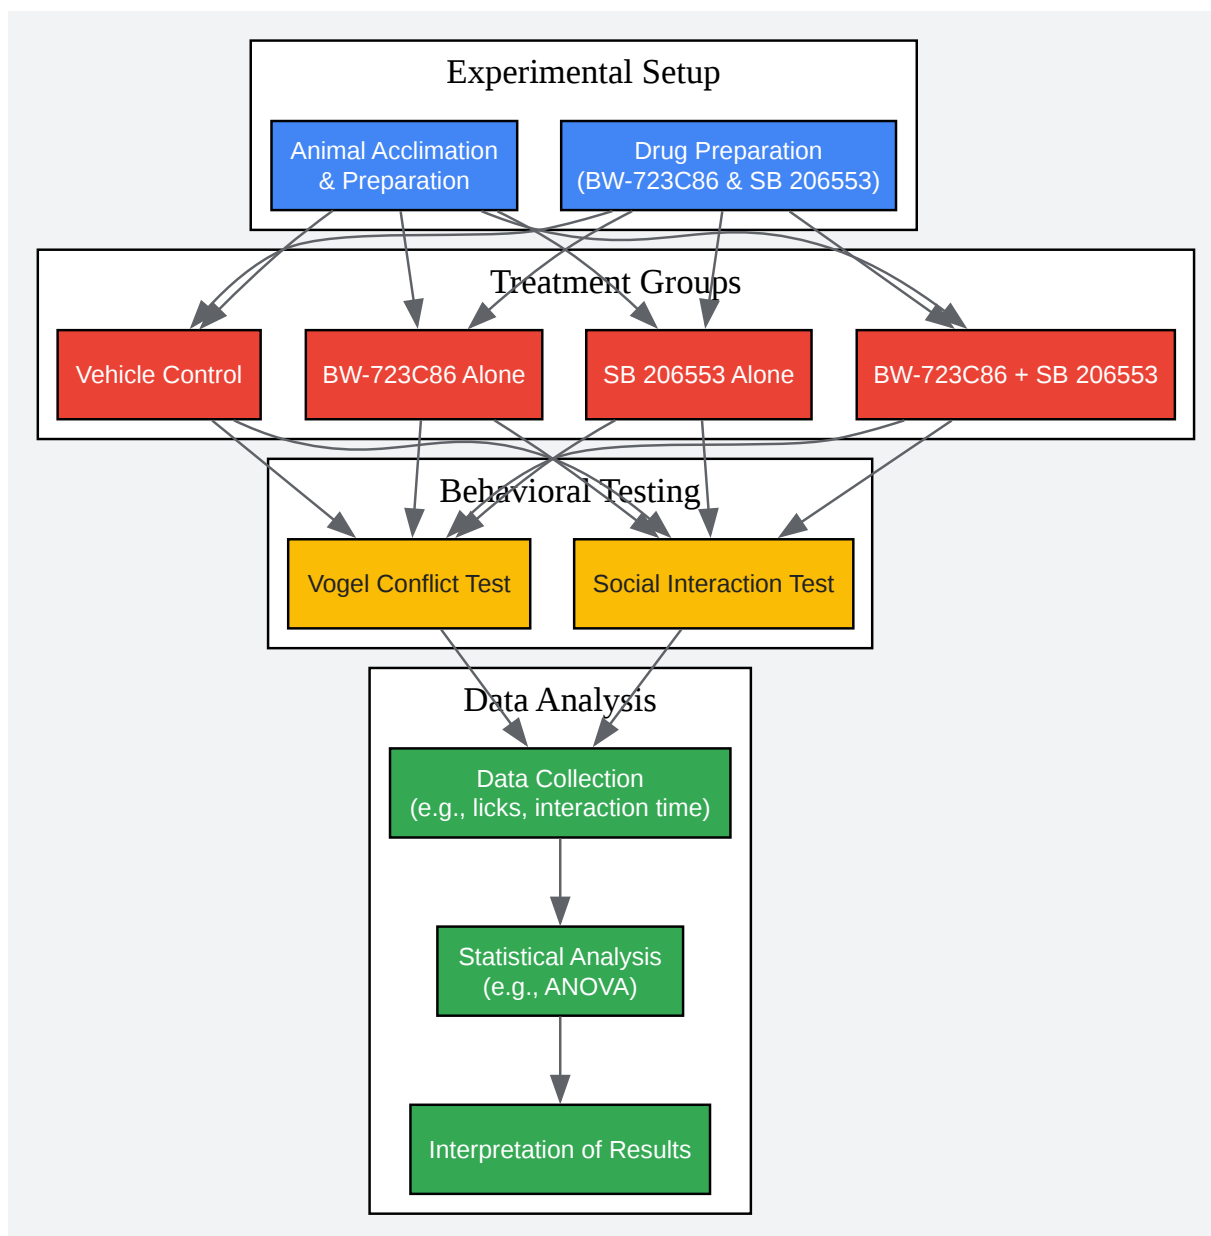 Experimental Setup
Animal Acclimation
& Preparation
Drug Preparation
(BW-723C86 & SB 206553)
Treatment Groups
Vehicle Control
BW-723C86 Alone
SB 206553 Alone
BW-723C86 + SB 206553
Behavioral Testing
Vogel Conflict Test
Social Interaction Test
Data Analysis
Data Collection
(e.g., licks, interaction time)
Statistical Analysis
(e.g., ANOVA)
Interpretation of Results